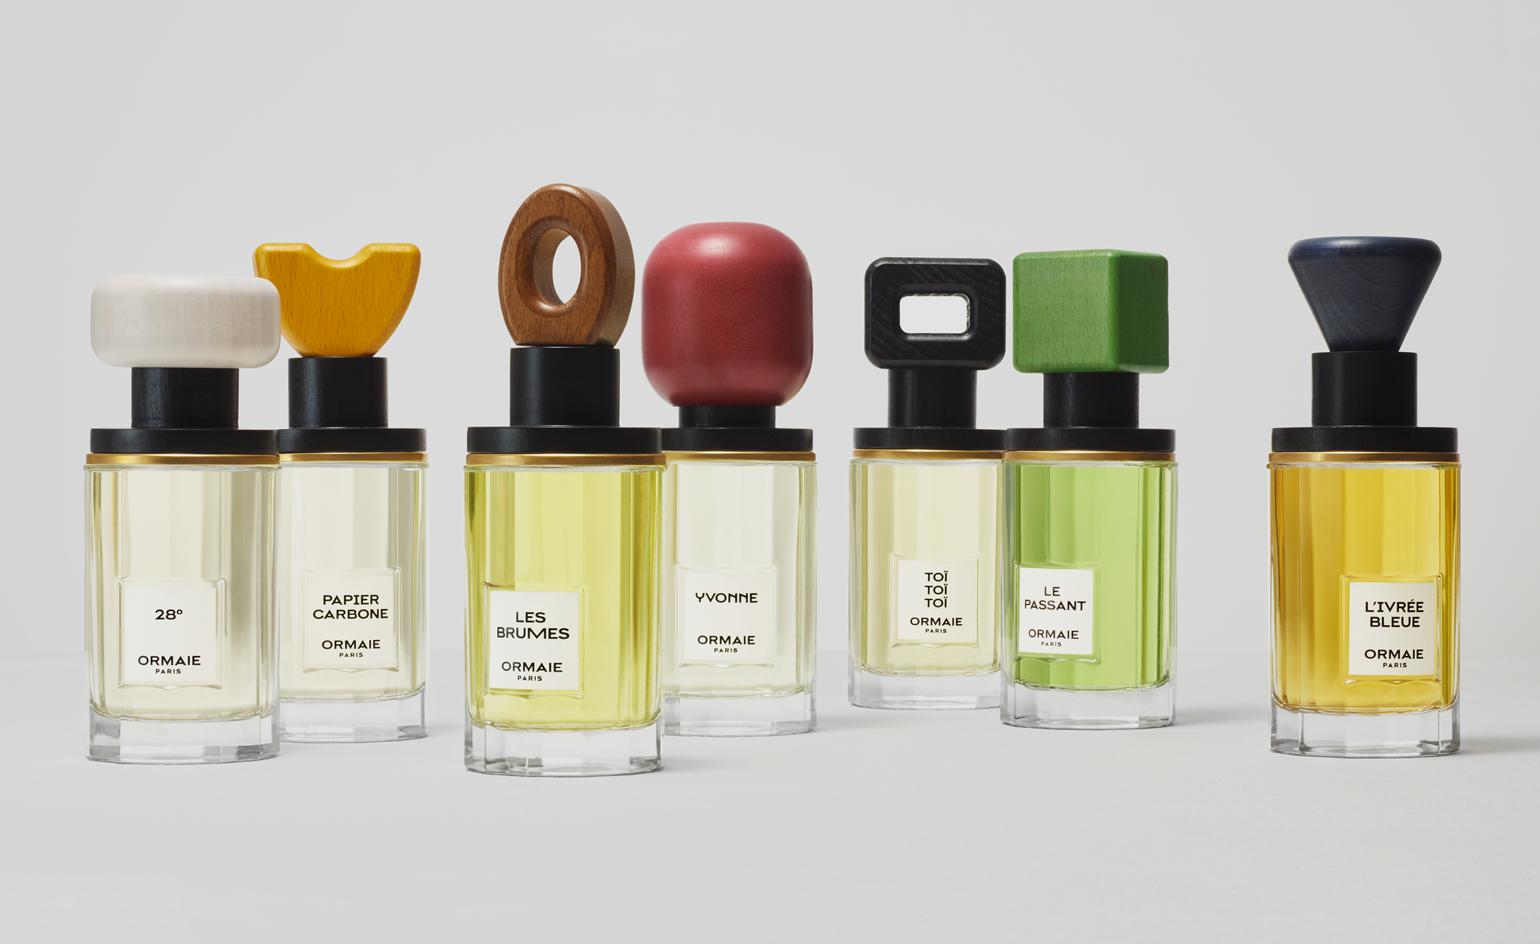 28°
ORMAIE
PARIS
PAPIER
CARBONE
ORMAIE
PARIS
LES
BRUMES
ORMAIE
PARIS
YVONNE
ORMAIE
PARIS
TOÏ
TOÏ
TOÏ
ORMAIE
PARIS
LE
PASSANT
ORMAIE
PARIS
L'IVRÉE
BLEUE
ORMAIE
PARIS